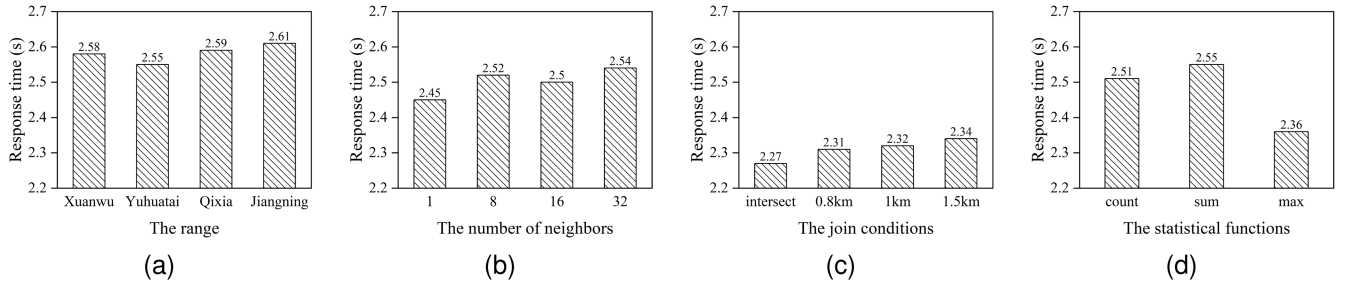 Response time (s)
2.7
2.6
2.5
2.4
2.3
2.2
2.58
2.55
2.59
2.61
Xuanwu Yuhuatai Qixia Jiangning
The range
(a)
Response time (s)
2.7
2.6
2.5
2.4
2.3
2.2
2.45
2.52
2.5
2.54
1 8 16 32
The number of neighbors
(b)
Response time (s)
2.7
2.6
2.5
2.4
2.3
2.2
2.27
2.31
2.32
2.34
intersect 0.8km 1km 1.5km
The join conditions
(c)
Response time (s)
2.7
2.6
2.5
2.4
2.3
2.2
2.51
2.55
2.36
count sum max
The statistical functions
(d)